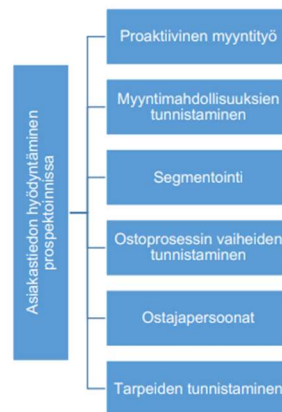 Asiakastiedon hyödyntäminen
prospektoinnissa
Proaktiivinen myyntityö
Myyntimahdollisuuksien
tunnistaminen
Segmentointi
Ostoprosessin vaiheiden
tunnistaminen
Ostajapersoonat
Tarpeiden tunnistaminen